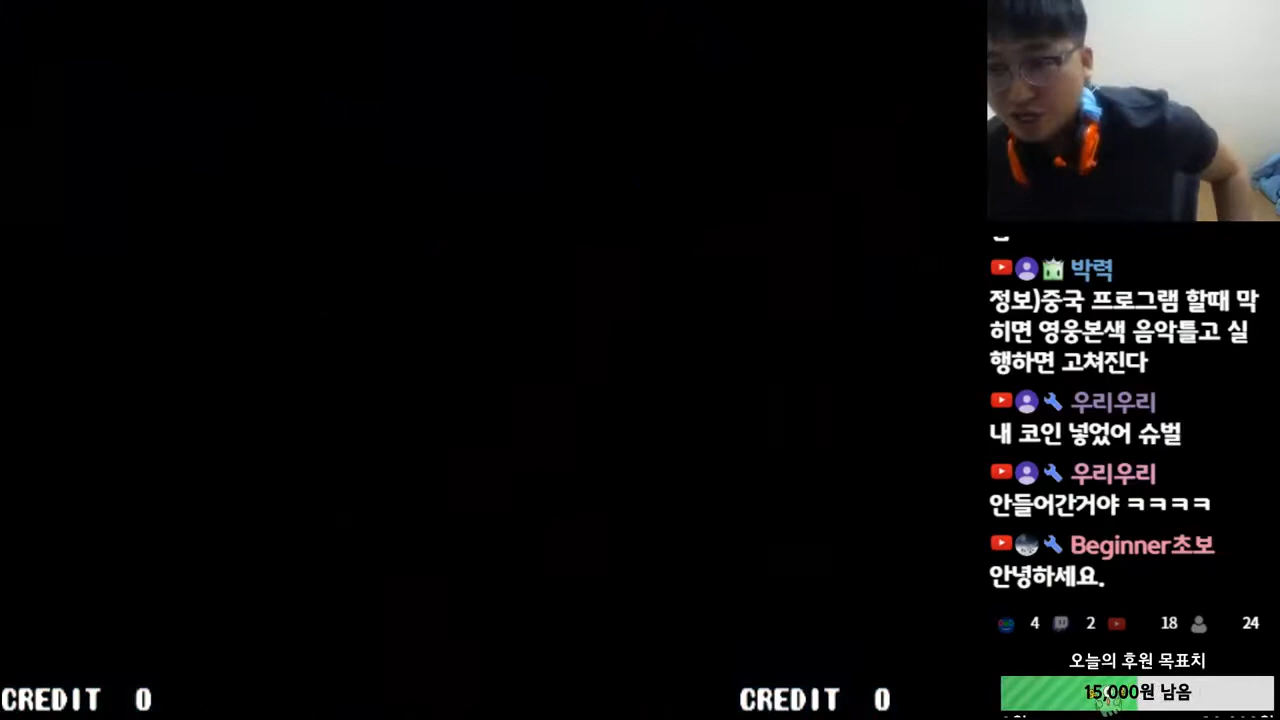 박력
정보)중국 프로그램 할때 막
히면 영웅본색 음악틀고 실
행하면 고쳐진다
우리우리
내 코인 넣었어 슈벌
우리우리
안들어간거야 ㅋㅋㅋㅋ
Beginner초보
안녕하세요.
4 2 18 24
오늘의 후원 목표치
15,000원 남음
CREDIT 0 CREDIT 0